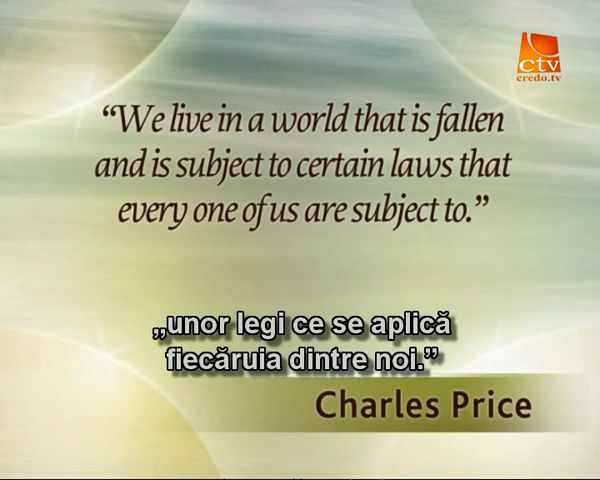 ctv
credo.tv
“We live in a world that is fallen
and is subject to certain laws that
every one of us are subject to.”
„unor legi ce se aplică
fiecăruia dintre noi.”
Charles Price